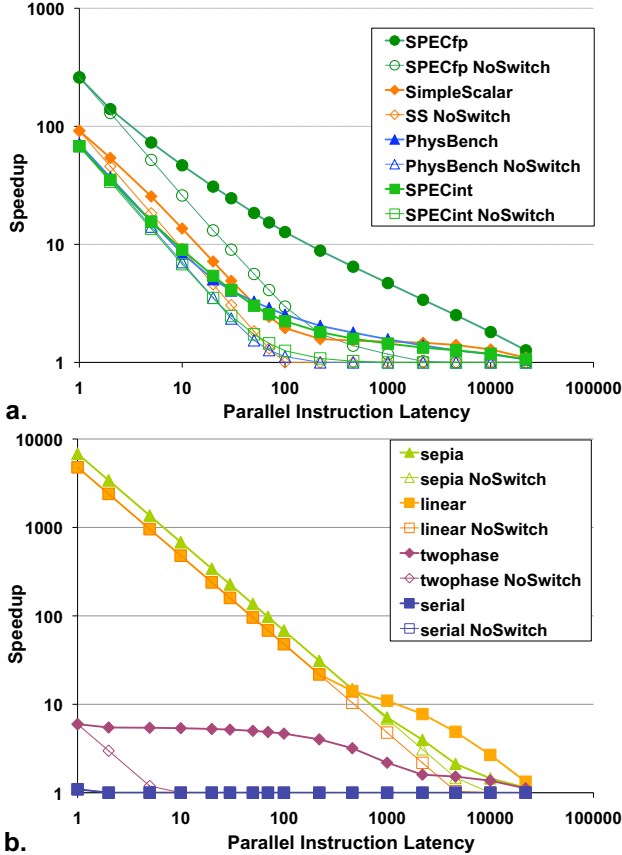 1000
100
10
1
Speedup
SPECfp
SPECfp NoSwitch
SimpleScalar
SS NoSwitch
PhysBench
PhysBench NoSwitch
SPECint
SPECint NoSwitch
1 10 100 1000 10000 100000
Parallel Instruction Latency
a.
10000
1000
100
10
1
Speedup
sepia
sepia NoSwitch
linear
linear NoSwitch
twophase
twophase NoSwitch
serial
serial NoSwitch
1 10 100 1000 10000 100000
Parallel Instruction Latency
b.